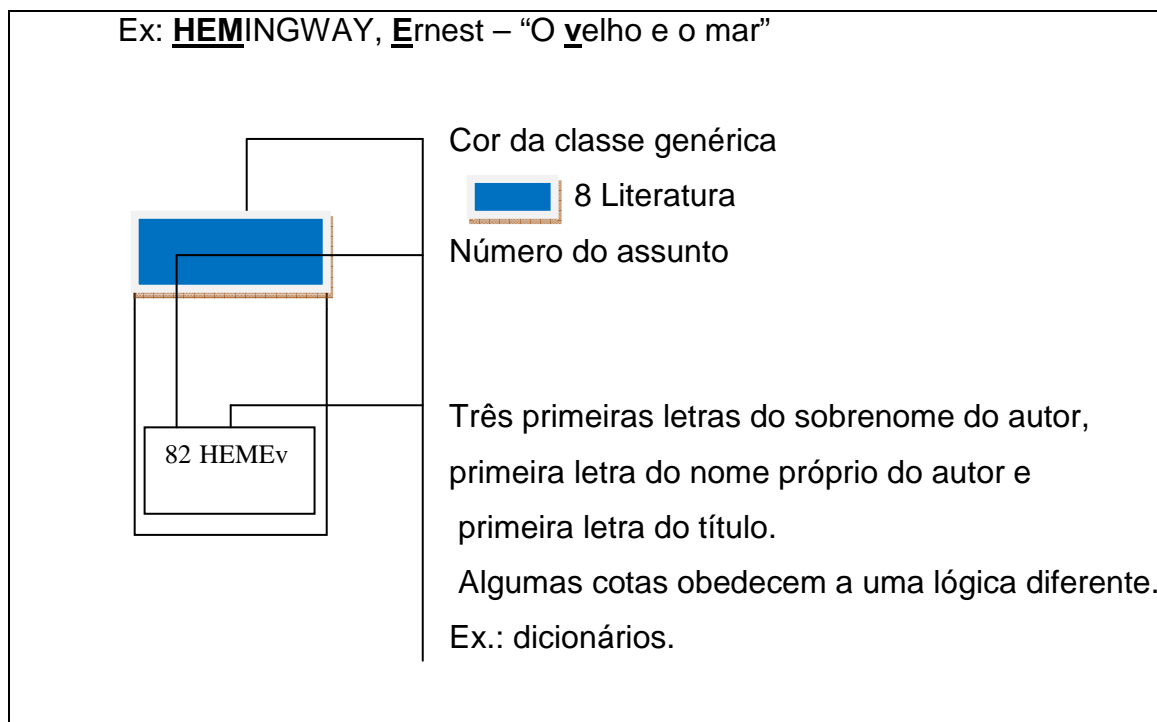 Ex: HEMINGWAY, Ernest – “O velho e o mar”
Cor da classe genérica
8 Literatura
Número do assunto
Três primeiras letras do sobrenome do autor,
82 HEMEv
primeira letra do nome próprio do autor e
primeira letra do título.
Algumas cotas obedecem a uma lógica diferente.
Ex.: dicionários.